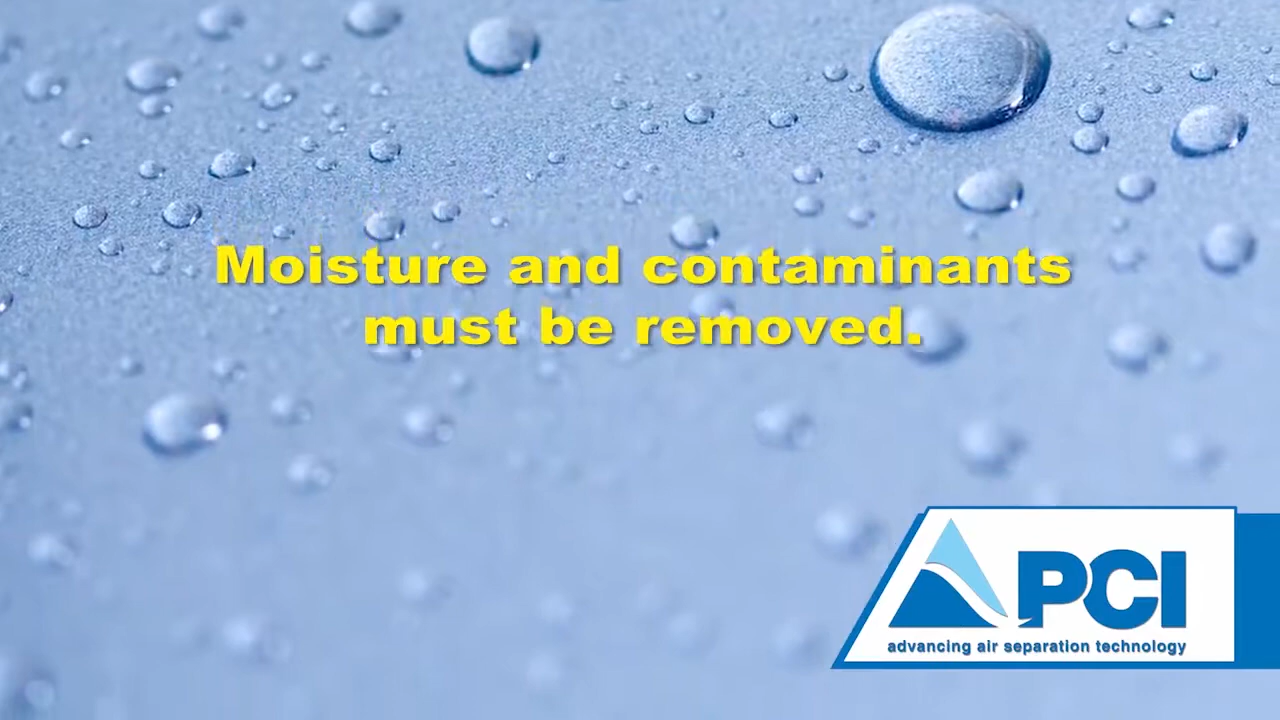 Moisture and contaminants
must be removed.
PCI
advancing air separation technology